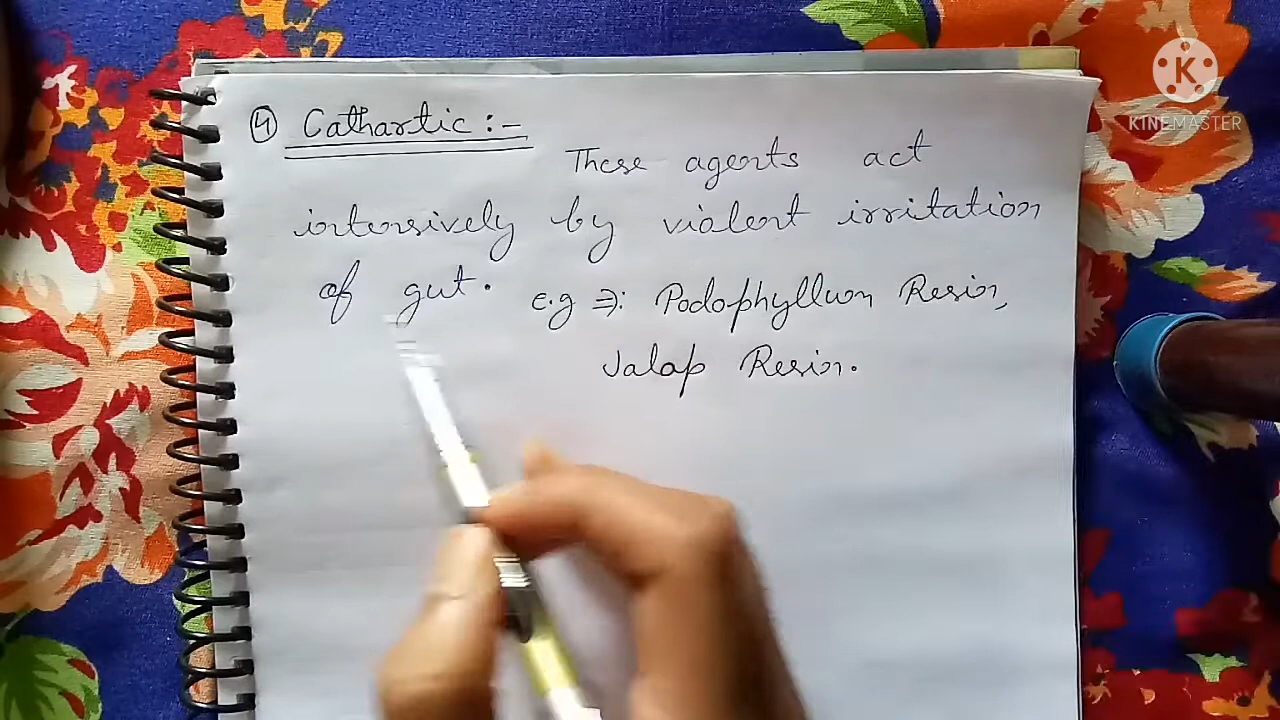 ④ Cathartic :-
These agents act
intensively by violent irritation
of gut. e.g ⇒: Podophyllum Resin,
Jalap Resin.
K
KINEMASTER